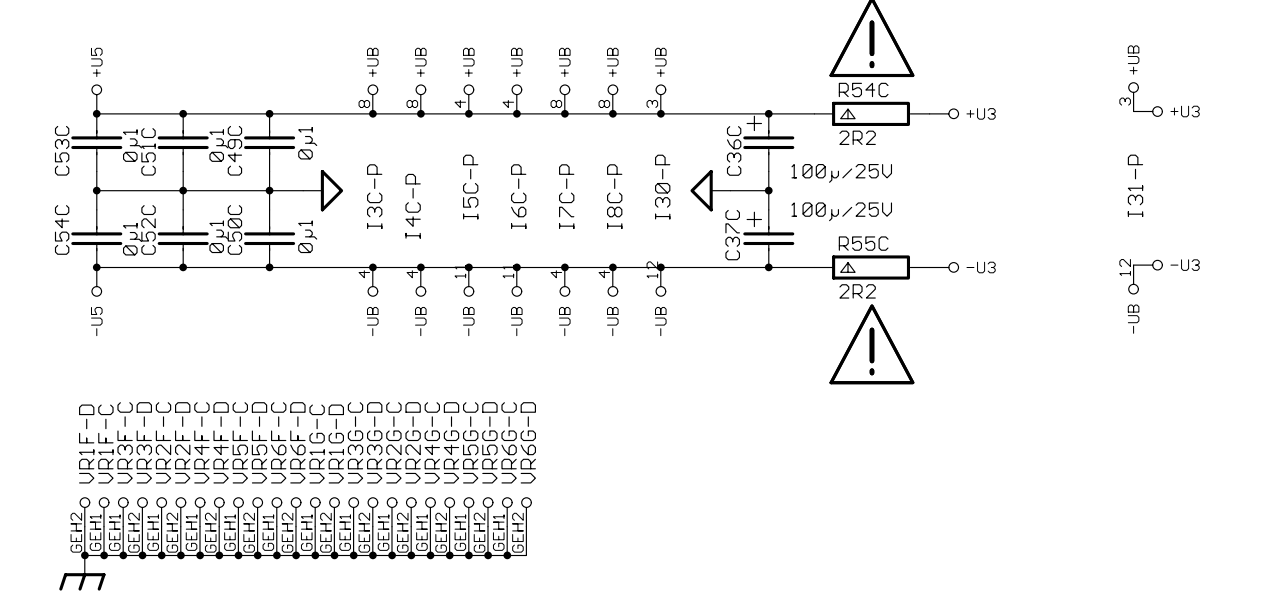 +U5
+UB
+UB
+UB
+UB
+UB
+UB
+UB
+UB
8
8
4
4
8
8
3
3
R54C
+U3
+U3
2R2
C53C
0µ1
C51C
0µ1
C49C
0µ1
C36C
+
100µ/25V
I3C-P
I4C-P
I5C-P
I6C-P
I7C-P
I8C-P
I30-P
I31-P
C54C
0µ1
C52C
0µ1
C50C
0µ1
C37C
+
100µ/25V
R55C
-U3
-U3
2R2
4
4
11
11
4
4
12
12
-U5
-UB
-UB
-UB
-UB
-UB
-UB
-UB
-UB
!
!
VR1F-D
VR1F-C
VR3F-C
VR3F-D
VR2F-C
VR2F-D
VR4F-C
VR4F-D
VR5F-C
VR5F-D
VR6F-C
VR6F-D
VR1G-C
VR1G-D
VR3G-C
VR3G-D
VR2G-C
VR2G-D
VR4G-C
VR4G-D
VR5G-C
VR5G-D
VR6G-C
VR6G-D
GEH2
GEH1
GEH1
GEH2
GEH1
GEH2
GEH1
GEH2
GEH1
GEH2
GEH1
GEH2
GEH1
GEH2
GEH1
GEH2
GEH1
GEH2
GEH1
GEH2
GEH1
GEH2
GEH1
GEH2